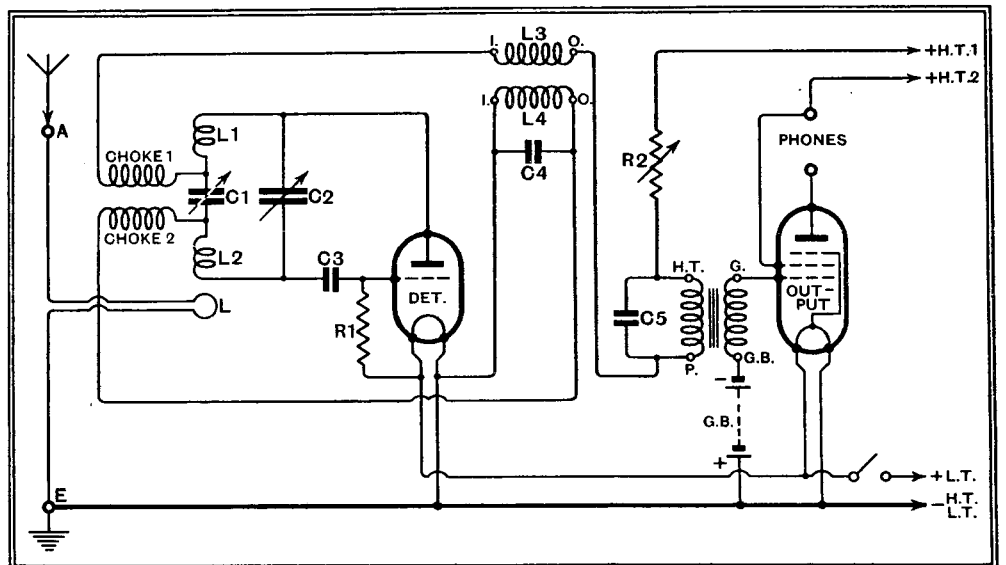 I. L3 O.
+H.T.1
+H.T.2
I. L4 O.
A
L1
PHONES
CHOKE 1
C4
R2
C1
C2
CHOKE 2
L2
C3
H.T. G.
DET.
OUT-
PUT
L
R1
C5
P. G.B.
-
G.B.
+
+L.T.
E
- H.T.
L.T.